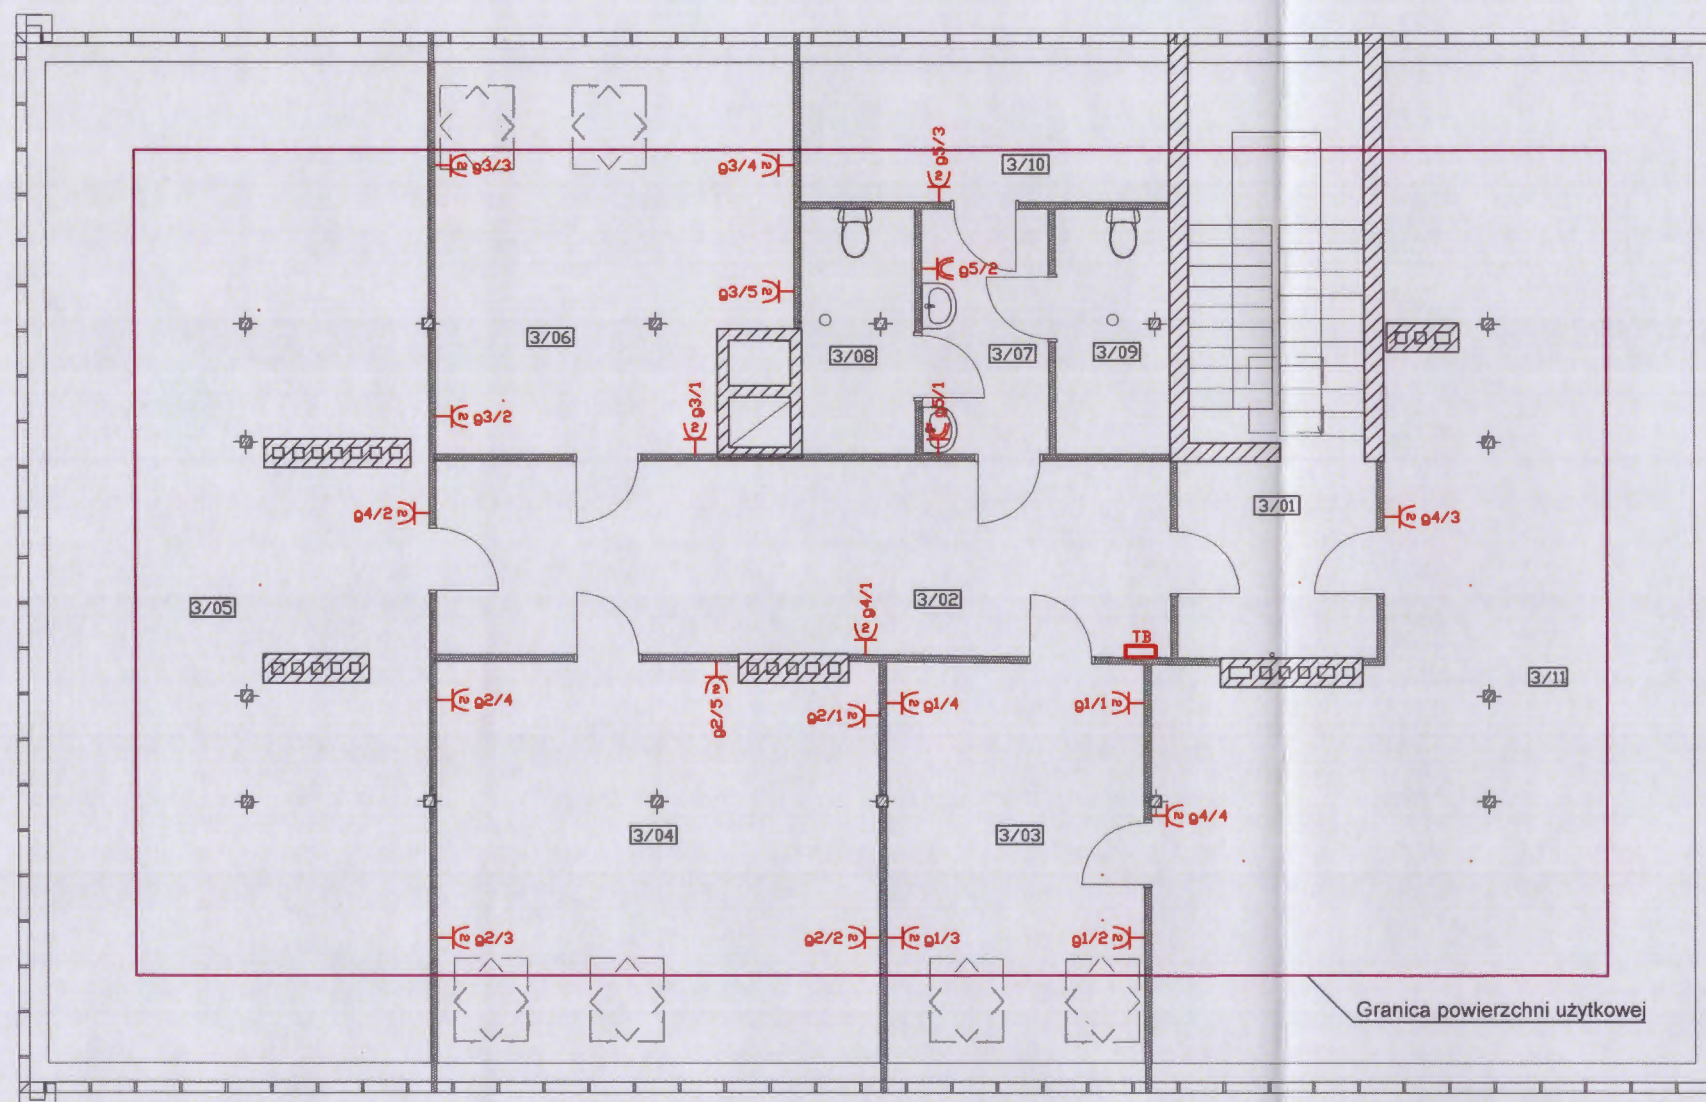 g5/3
3/10
g3/3
g3/4
g5/2
g3/5
3/06
3/08
3/07
3/09
g3/1
g5/1
g3/2
3/01
g4/2
g4/3
g4/1
3/02
3/05
TB
3/11
g2/4
g2/5
g2/1
g1/4
g1/1
g4/4
3/04
3/03
g2/3
g2/2
g1/3
g1/2
Granica powierzchni użytkowej